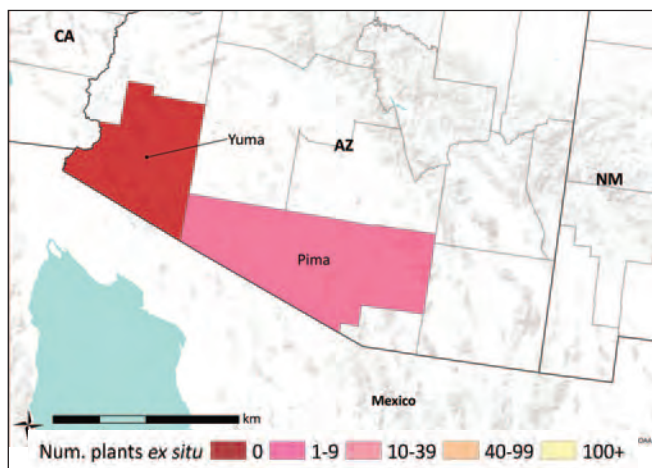 CA
Yuma
AZ
NM
Pima
Mexico
km
Num. plants ex situ 0 1-9 10-39 40-99 100+